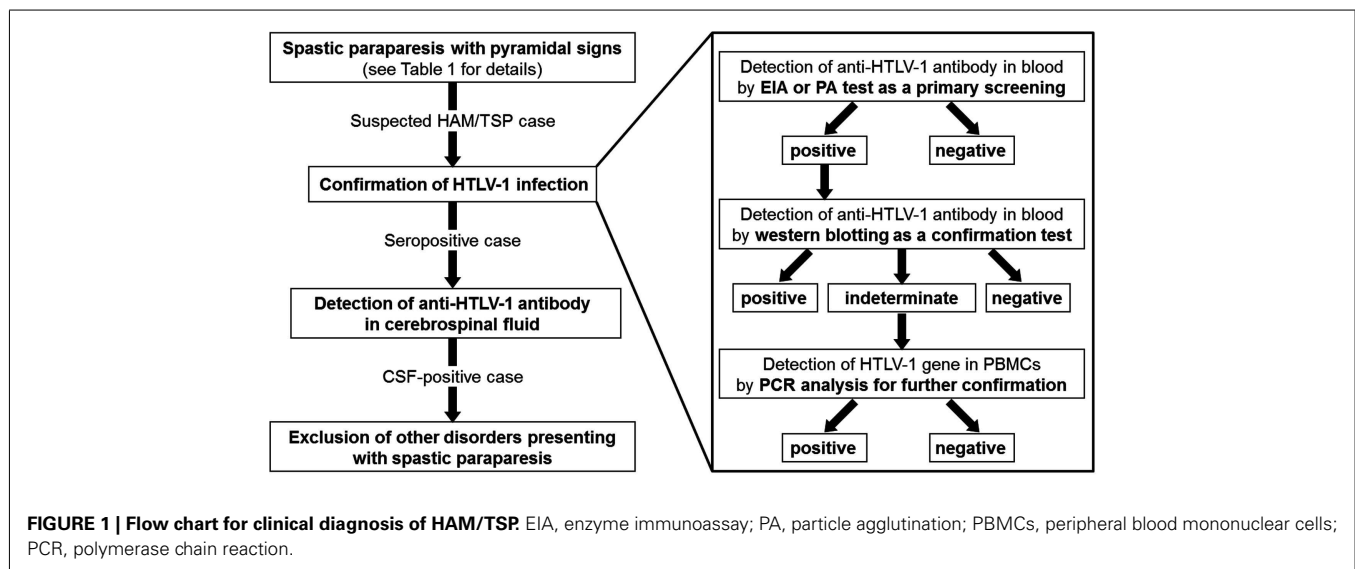 Spastic paraparesis with pyramidal signs
(see Table 1 for details)
Suspected HAM/TSP case
Confirmation of HTLV-1 infection
Seropositive case
Detection of anti-HTLV-1 antibody
in cerebrospinal fluid
CSF-positive case
Exclusion of other disorders presenting
with spastic paraparesis
Detection of anti-HTLV-1 antibody in blood
by EIA or PA test as a primary screening
positive
negative
Detection of anti-HTLV-1 antibody in blood
by western blotting as a confirmation test
positive
indeterminate
negative
Detection of HTLV-1 gene in PBMCs
by PCR analysis for further confirmation
positive
negative
FIGURE 1 | Flow chart for clinical diagnosis of HAM/TSP. EIA, enzyme immunoassay; PA, particle agglutination; PBMCs, peripheral blood mononuclear cells;
PCR, polymerase chain reaction.